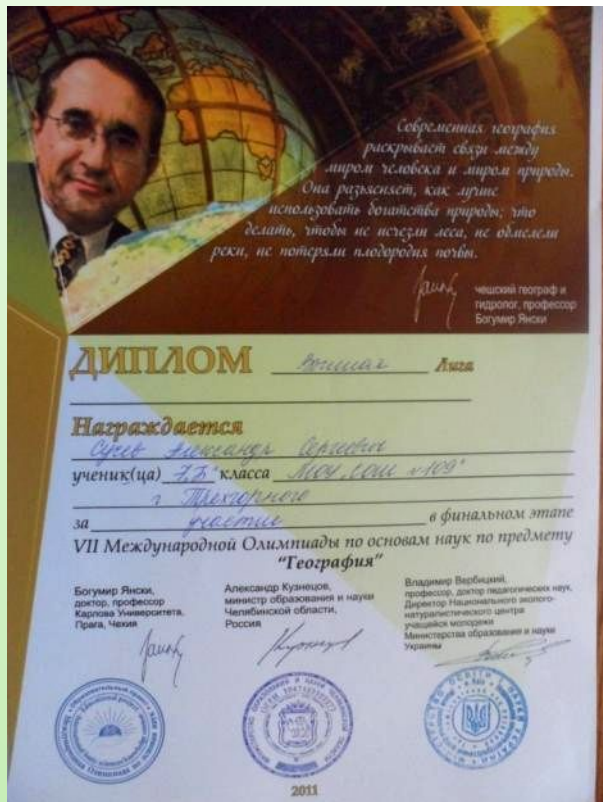 Современная география
раскрывает связи между
миром человека и миром природы.
Она разъясняет, как лучше
использовать богатства природы; что
делать, чтобы не исчезли леса, не обмелели
реки, не потеряли плодородия почвы.
чешский географ и
гидролог, профессор
Богумир Янски
ДИПЛОМ Высшая Лига
Награждается
Александр Сергеевич
ученик(ца) 7 "Б" класса МОУ СОШ №109
г. Трехгорного
за участие в финальном этапе
VII Международной Олимпиады по основам наук по предмету
"География"
Богумир Янски,
доктор, профессор
Карлова Университета,
Прага, Чехия
Александр Кузнецов,
министр образования и науки
Челябинской области,
Россия
Владимир Вербицкий,
профессор, доктор педагогических наук,
Директор Национального эколого-
натуралистического центра
учащейся молодежи
Министерства образования и науки
Украины
2011